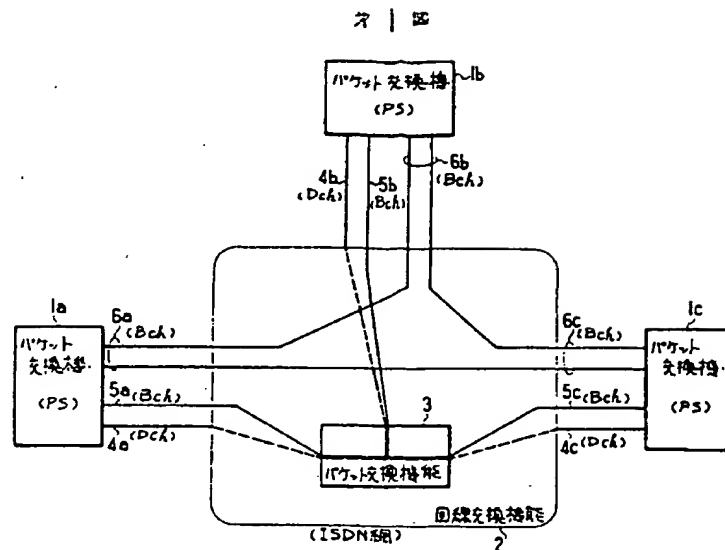 第 1 図
パケット交換機
(PS)
1b
4b
(Dch)
5b
(Bch)
6b
(Bch)
1a
パケット
交換機
(PS)
6a
(Bch)
5a(Bch)
4a
(Dch)
1c
パケット
交換機
(PS)
6c
(Bch)
5c(Bch)
4c
(Dch)
3
パケット交換機能
回線交換機能
(ISDN網)
2